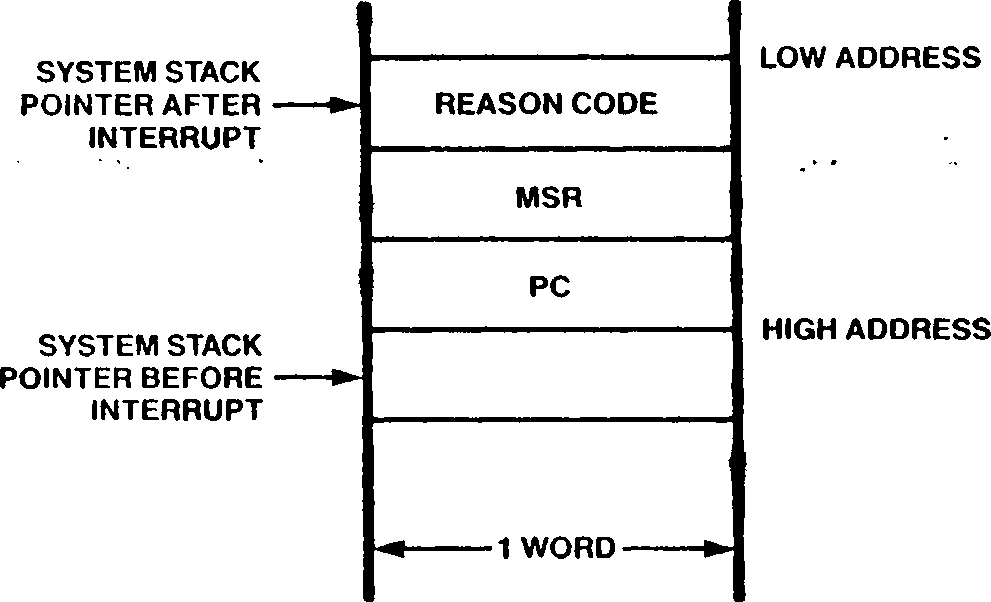 LOW ADDRESS
SYSTEM STACK
POINTER AFTER
INTERRUPT
REASON CODE
MSR
PC
HIGH ADDRESS
SYSTEM STACK
POINTER BEFORE
INTERRUPT
1 WORD